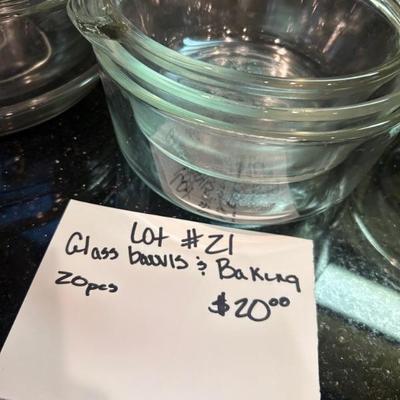 Lot #21
Glass bowls & Baking
20pcs
$20.00